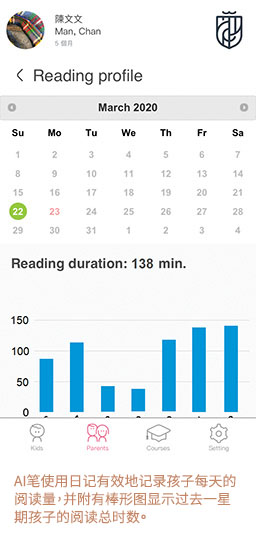 陳文文
Man, Chan
5 個月
Reading profile
March 2020
Su Mo Tu We Th Fr Sa
1 2 3 4 5 6 7
8 9 10 11 12 13 14
15 16 17 18 19 20 21
22 23 24 25 26 27 28
29 30 31 1 2 3 4
Reading duration: 138 min.
150
100
50
0
Kids Parents Courses Setting
AI笔使用日记有效地记录孩子每天的
阅读量，并附有棒形图显示过去一星
期孩子的阅读总时数。